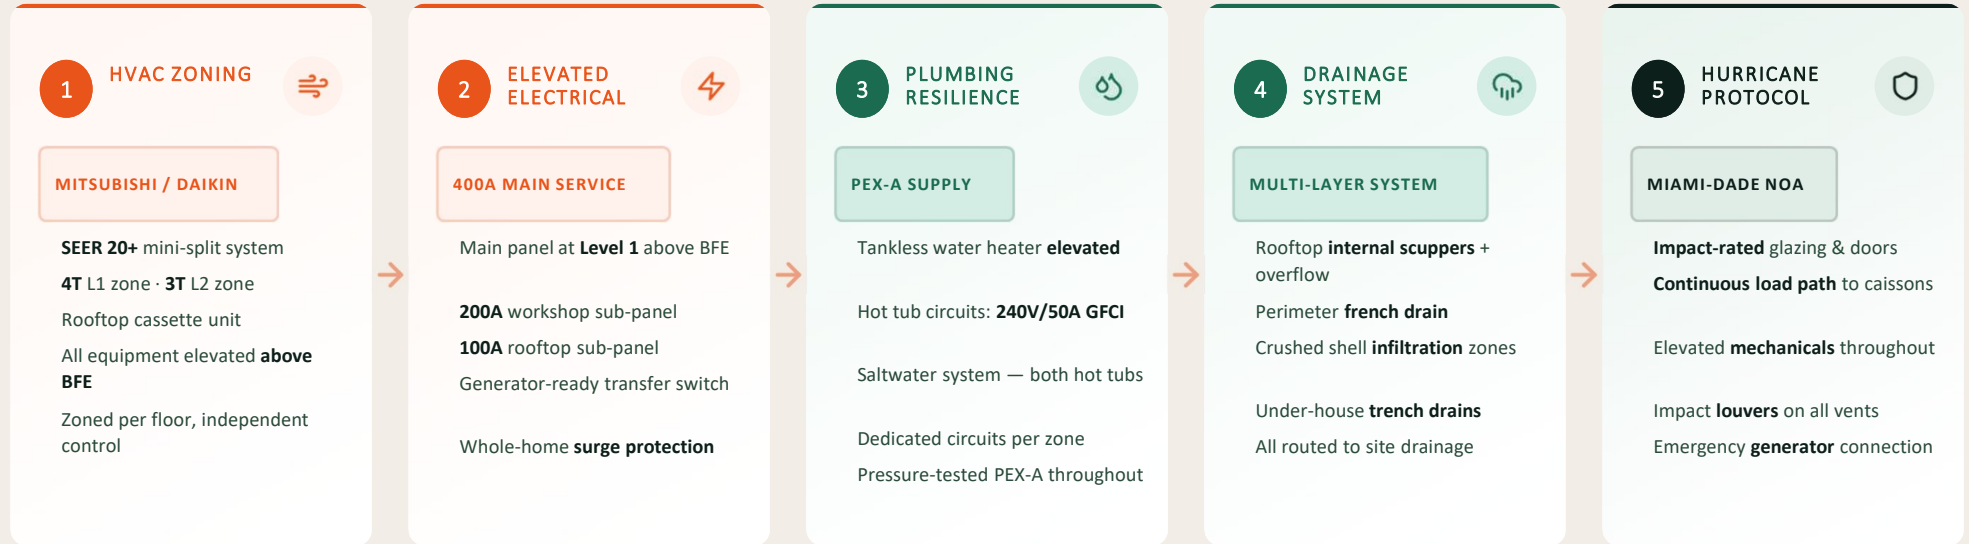 1
HVAC ZONING
MITSUBISHI / DAIKIN
SEER 20+ mini-split system
4T L1 zone · 3T L2 zone
Rooftop cassette unit
All equipment elevated above
BFE
Zoned per floor, independent
control
2
ELEVATED
ELECTRICAL
400A MAIN SERVICE
Main panel at Level 1 above BFE
200A workshop sub-panel
100A rooftop sub-panel
Generator-ready transfer switch
Whole-home surge protection
3
PLUMBING
RESILIENCE
PEX-A SUPPLY
Tankless water heater elevated
Hot tub circuits: 240V/50A GFCI
Saltwater system — both hot tubs
Dedicated circuits per zone
Pressure-tested PEX-A throughout
4
DRAINAGE
SYSTEM
MULTI-LAYER SYSTEM
Rooftop internal scuppers +
overflow
Perimeter french drain
Crushed shell infiltration zones
Under-house trench drains
All routed to site drainage
5
HURRICANE
PROTOCOL
MIAMI-DADE NOA
Impact-rated glazing & doors
Continuous load path to caissons
Elevated mechanicals throughout
Impact louvers on all vents
Emergency generator connection